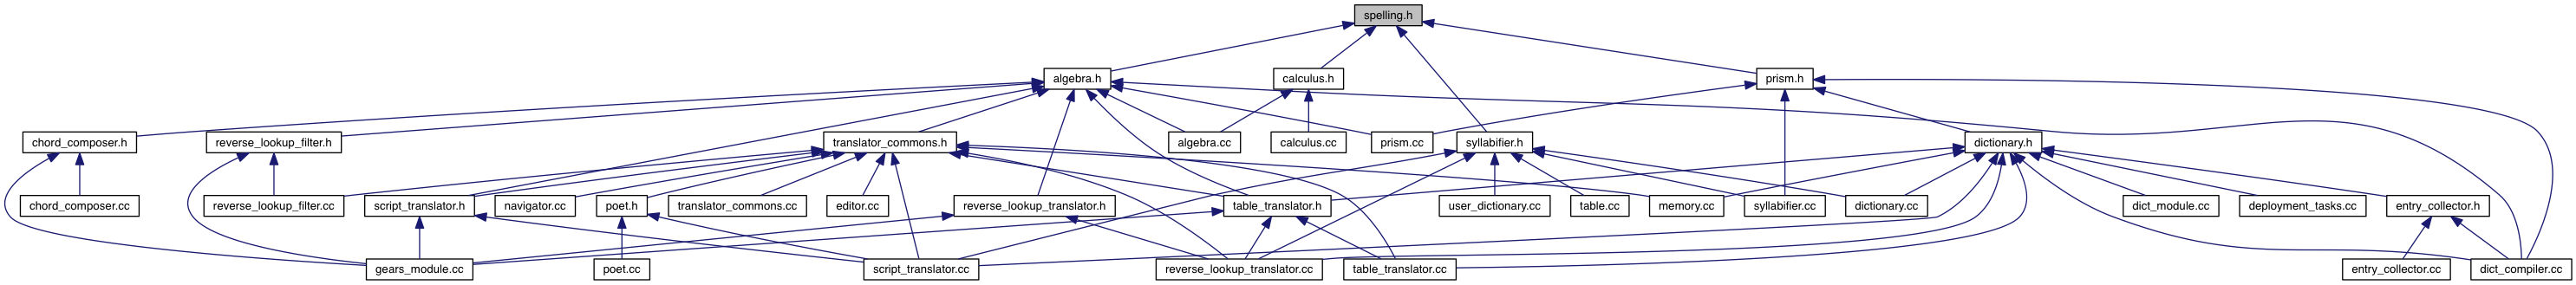 spelling.h
algebra.h
calculus.h
prism.h
chord_composer.h
reverse_lookup_filter.h
translator_commons.h
algebra.cc
calculus.cc
prism.cc
syllabifier.h
dictionary.h
chord_composer.cc
reverse_lookup_filter.cc
script_translator.h
navigator.cc
poet.h
translator_commons.cc
editor.cc
reverse_lookup_translator.h
table_translator.h
user_dictionary.cc
table.cc
memory.cc
syllabifier.cc
dictionary.cc
dict_module.cc
deployment_tasks.cc
entry_collector.h
gears_module.cc
poet.cc
script_translator.cc
reverse_lookup_translator.cc
table_translator.cc
entry_collector.cc
dict_compiler.cc